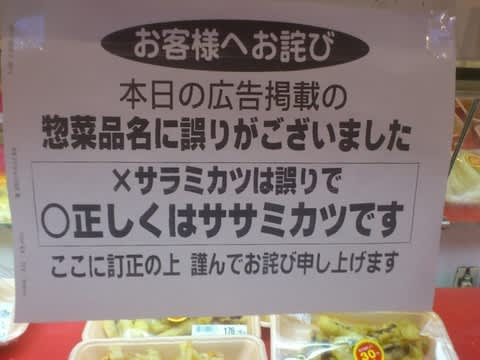 お客様へお詫び
本日の広告掲載の
惣菜品名に誤りがございました
×サラミカツは誤りで
○正しくはササミカツです
ここに訂正の上 謹んでお詫び申し上げます
176
30